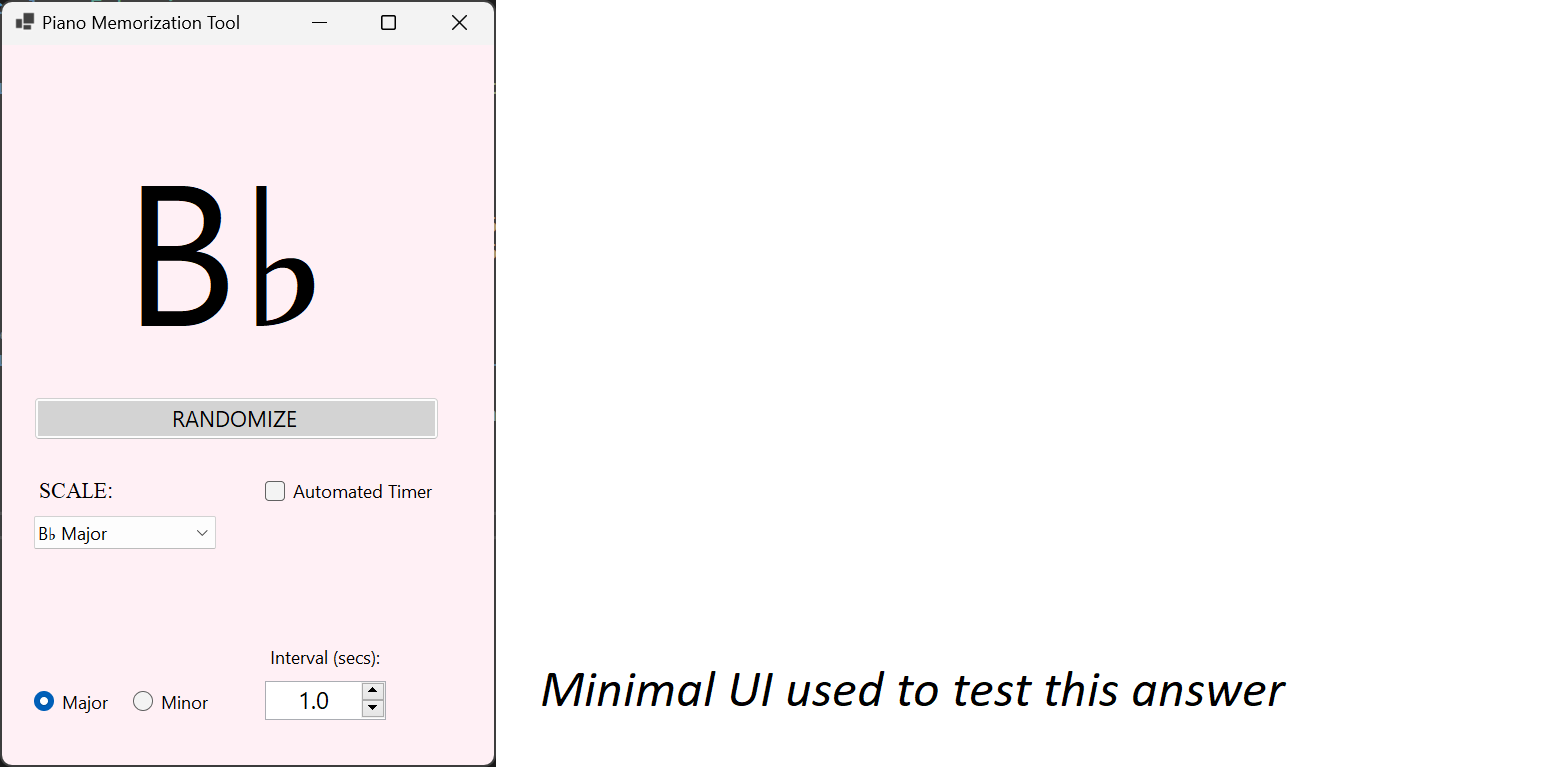 Piano Memorization Tool
B♭
RANDOMIZE
SCALE:
Automated Timer
B♭ Major
Interval (secs):
Major
Minor
1.0
Minimal UI used to test this answer